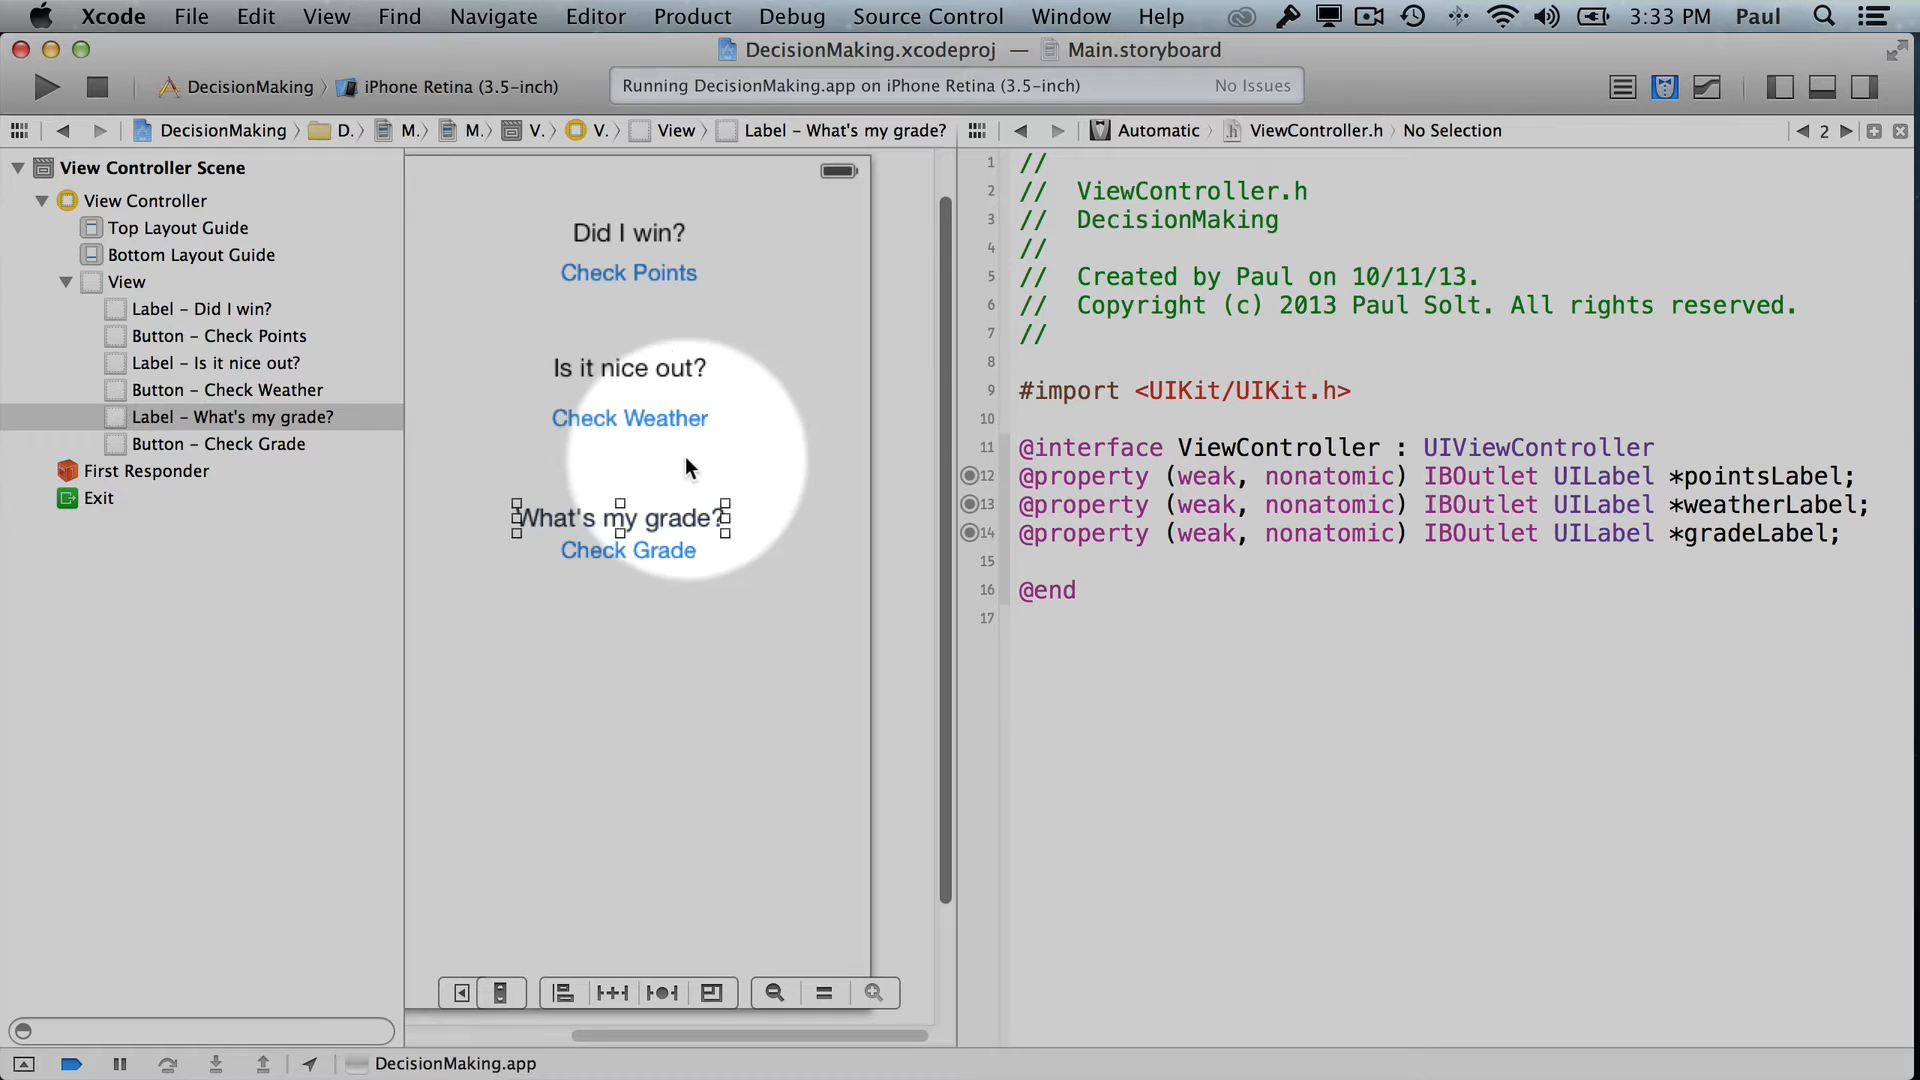 Xcode File Edit View Find Navigate Editor Product Debug Source Control Window Help 3:33 PM Paul
DecisionMaking.xcodeproj — Main.storyboard
DecisionMaking iPhone Retina (3.5-inch) Running DecisionMaking.app on iPhone Retina (3.5-inch) No Issues
DecisionMaking D. M. M. V. V. View Label – What's my grade? Automatic ViewController.h No Selection 2
View Controller Scene
View Controller
Top Layout Guide
Bottom Layout Guide
View
Label – Did I win?
Button – Check Points
Label – Is it nice out?
Button – Check Weather
Label – What's my grade?
Button – Check Grade
First Responder
Exit
Did I win?
Check Points
Is it nice out?
Check Weather
What's my grade?
Check Grade
1 //
2 //  ViewController.h
3 //  DecisionMaking
4 //
5 //  Created by Paul on 10/11/13.
6 //  Copyright (c) 2013 Paul Solt. All rights reserved.
7 //
8
9 #import <UIKit/UIKit.h>
10
11 @interface ViewController : UIViewController
12 @property (weak, nonatomic) IBOutlet UILabel *pointsLabel;
13 @property (weak, nonatomic) IBOutlet UILabel *weatherLabel;
14 @property (weak, nonatomic) IBOutlet UILabel *gradeLabel;
15
16 @end
17
DecisionMaking.app